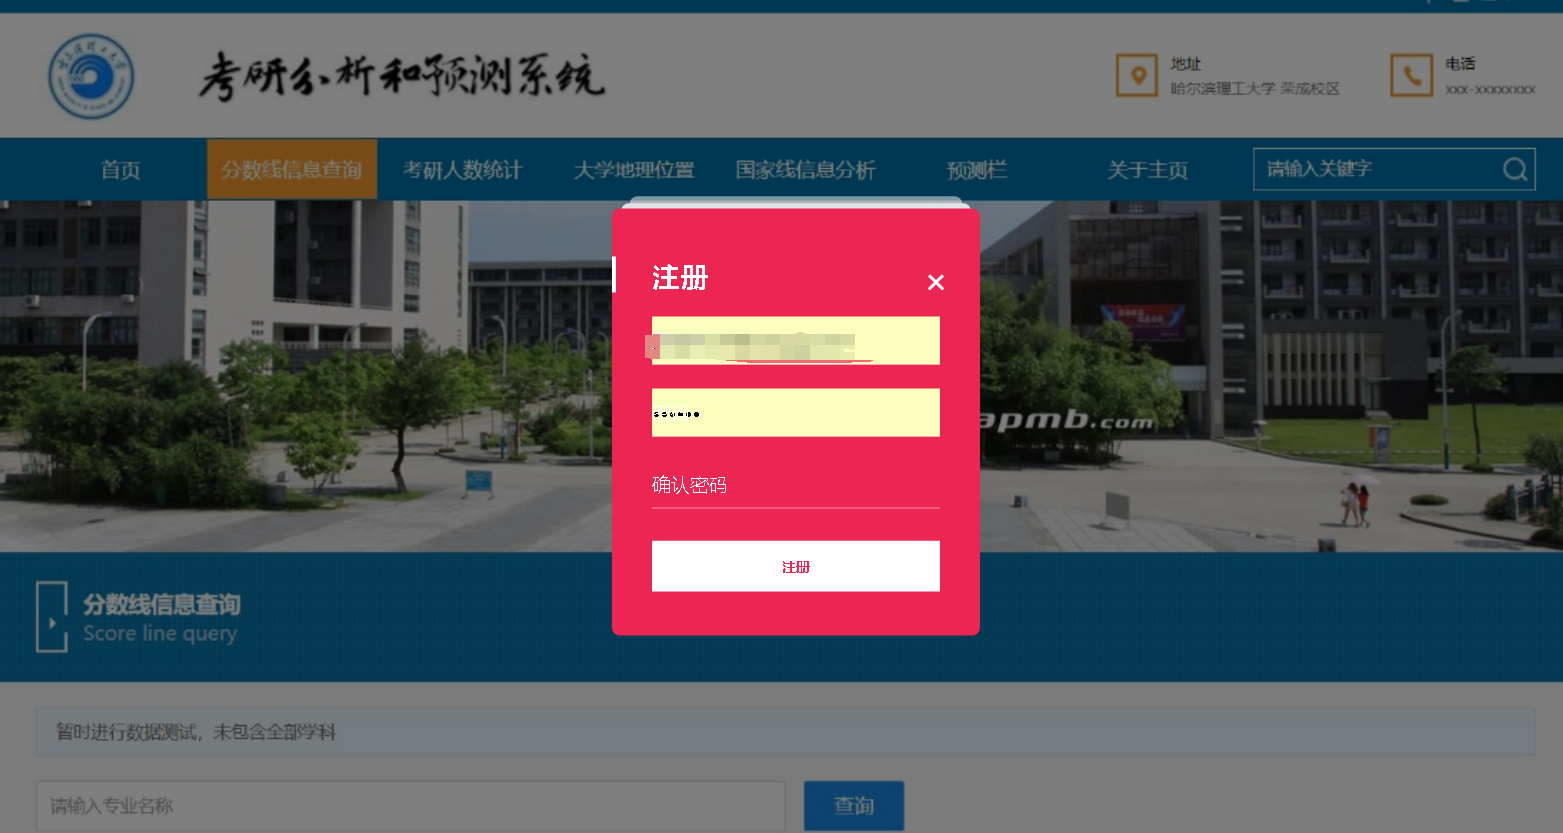 考研分析和预测系统
地址
哈尔滨理工大学 荣成校区
电话
xxx-xxxxxxxx
首页
分数线信息查询
考研人数统计
大学地理位置
国家线信息分析
预测栏
关于主页
请输入关键字
注册
×
确认密码
注册
apmb.com
分数线信息查询
Score line query
暂时进行数据测试，未包含全部学科
请输入专业名称
查询